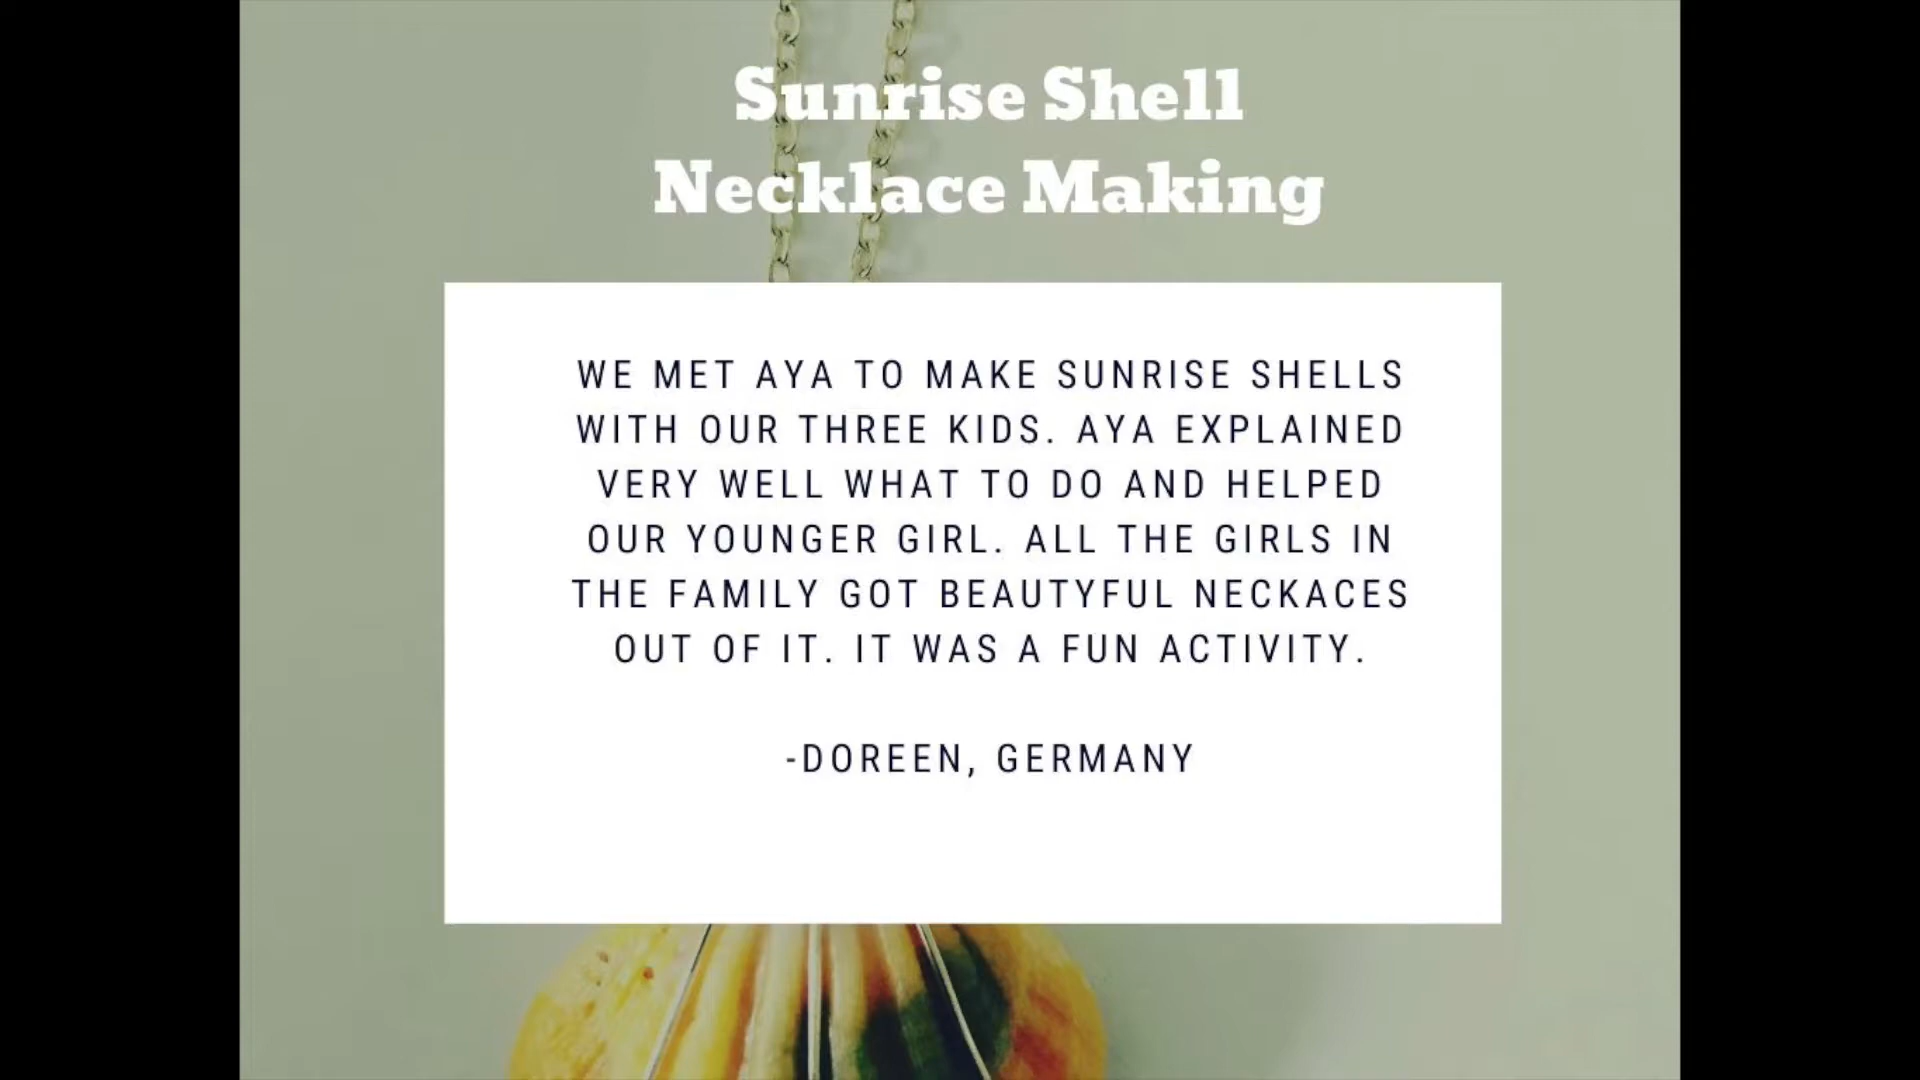 Sunrise Shell
Necklace Making
WE MET AYA TO MAKE SUNRISE SHELLS
WITH OUR THREE KIDS. AYA EXPLAINED
VERY WELL WHAT TO DO AND HELPED
OUR YOUNGER GIRL. ALL THE GIRLS IN
THE FAMILY GOT BEAUTYFUL NECKACES
OUT OF IT. IT WAS A FUN ACTIVITY.
-DOREEN, GERMANY